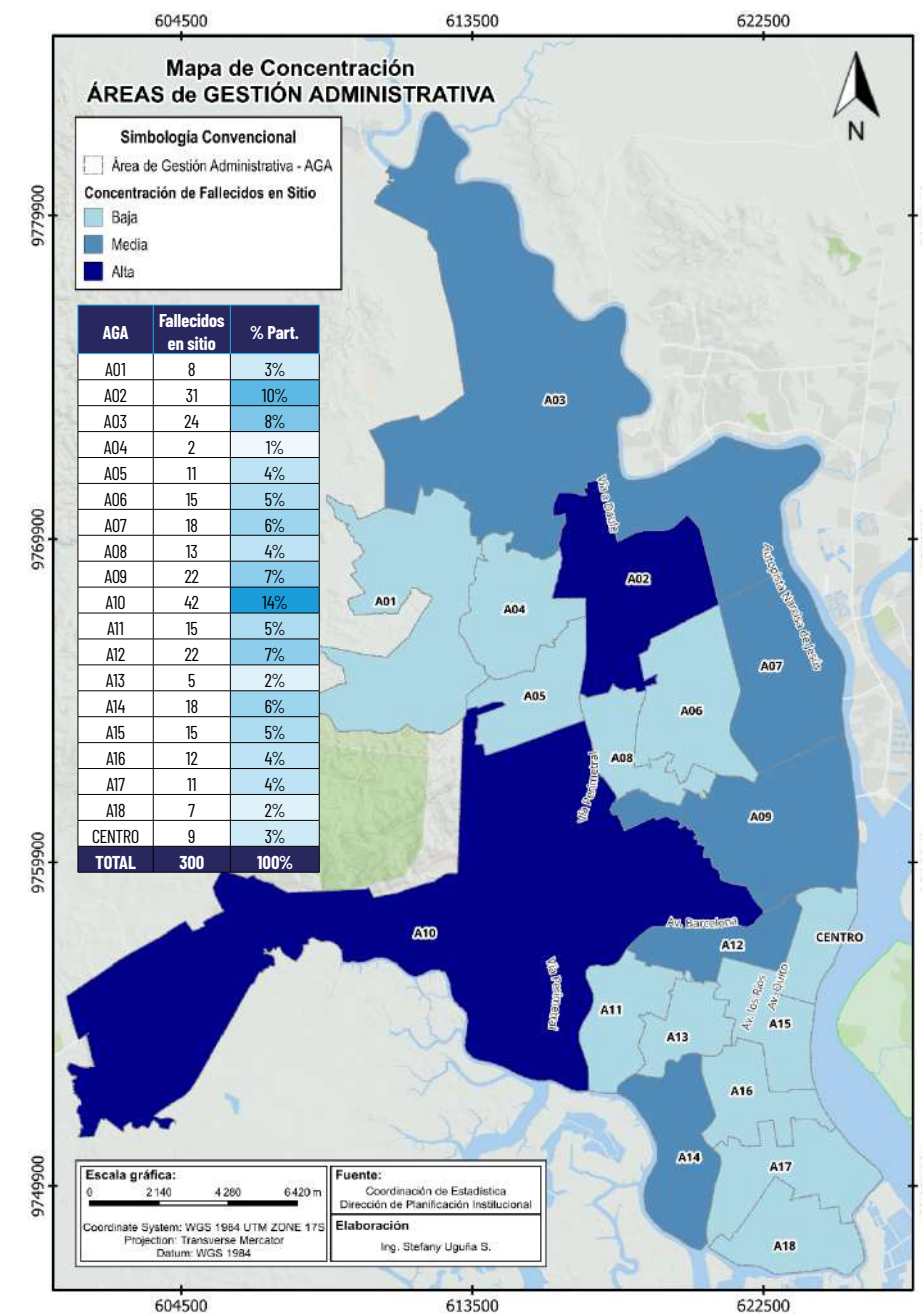 604500 613500 622500
Mapa de Concentración
ÁREAS de GESTIÓN ADMINISTRATIVA
N
Simbología Convencional
Área de Gestión Administrativa - AGA
Concentración de Fallecidos en Sitio
Baja
Media
Alta
9779900
9769900
9759900
9749900
AGA Fallecidos en sitio % Part.
A01 8 3%
A02 31 10%
A03 24 8%
A04 2 1%
A05 11 4%
A06 15 5%
A07 18 6%
A08 13 4%
A09 22 7%
A10 42 14%
A11 15 5%
A12 22 7%
A13 5 2%
A14 18 6%
A15 15 5%
A16 12 4%
A17 11 4%
A18 7 2%
CENTRO 9 3%
TOTAL 300 100%
A03
Vía a Daule
A02
Autopista Narcisa de Jesús
A01
A04
A07
A05
A06
A08
Vía Perimetral
A09
A10
Av. Barcelona
A12
CENTRO
Vía Perimetral
Av. los Ríos
Av. Quito
A11
A13
A15
A16
A14
A17
A18
Escala gráfica:
0 2 140 4 280 6 420 m
Coordinate System: WGS 1984 UTM ZONE 17S
Projection: Transverse Mercator
Datum: WGS 1984
Fuente:
Coordinación de Estadística
Dirección de Planificación Institucional
Elaboración
Ing. Stefany Uguña S.
604500 613500 622500